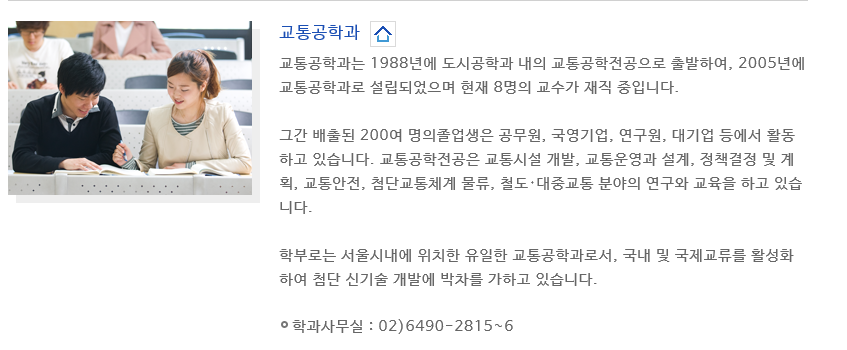 교통공학과
교통공학과는 1988년에 도시공학과 내의 교통공학전공으로 출발하여, 2005년에
교통공학과로 설립되었으며 현재 8명의 교수가 재직 중입니다.
그간 배출된 200여 명의졸업생은 공무원, 국영기업, 연구원, 대기업 등에서 활동
하고 있습니다. 교통공학전공은 교통시설 개발, 교통운영과 설계, 정책결정 및 계
획, 교통안전, 첨단교통체계 물류, 철도·대중교통 분야의 연구와 교육을 하고 있습
니다.
학부로는 서울시내에 위치한 유일한 교통공학과로서, 국내 및 국제교류를 활성화
하여 첨단 신기술 개발에 박차를 가하고 있습니다.
학과사무실 : 02)6490-2815~6